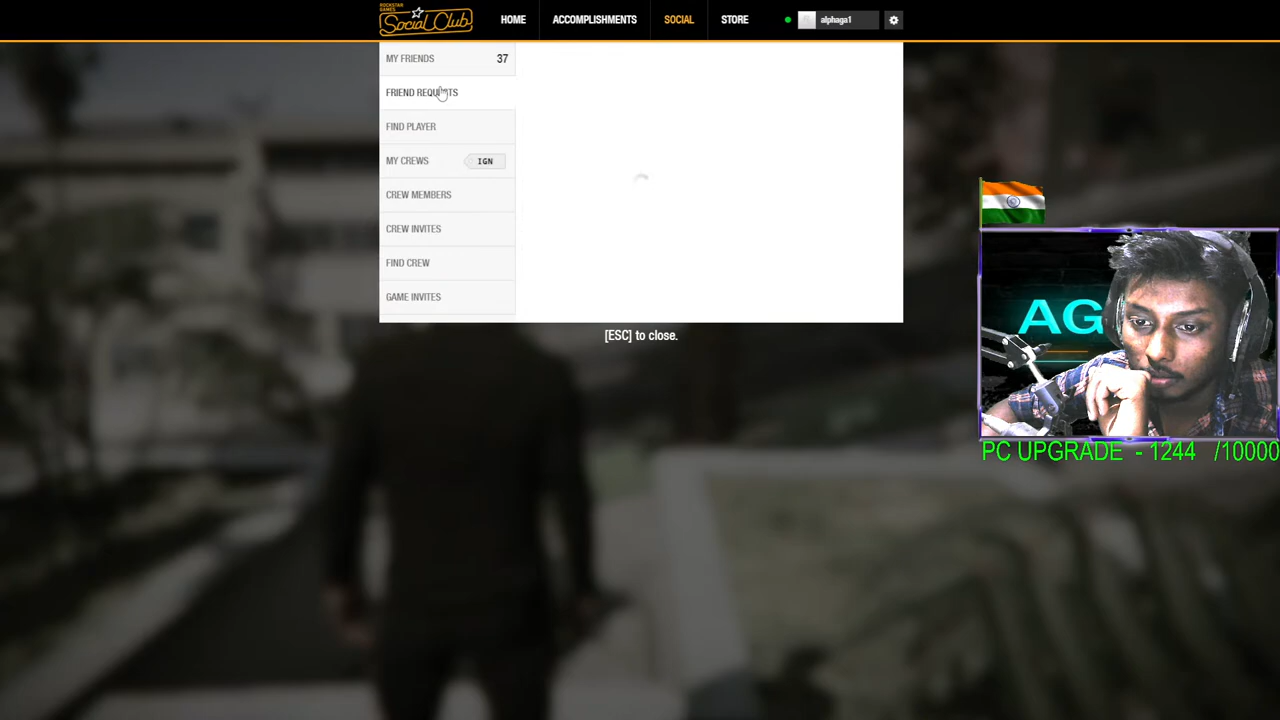 ROCKSTAR GAMES
Social Club
HOME
ACCOMPLISHMENTS
SOCIAL
STORE
alphaga1
MY FRIENDS 37
FRIEND REQUESTS
FIND PLAYER
MY CREWS IGN
CREW MEMBERS
CREW INVITES
FIND CREW
GAME INVITES
[ESC] to close.
AG
PC UPGRADE - 1244 /10000